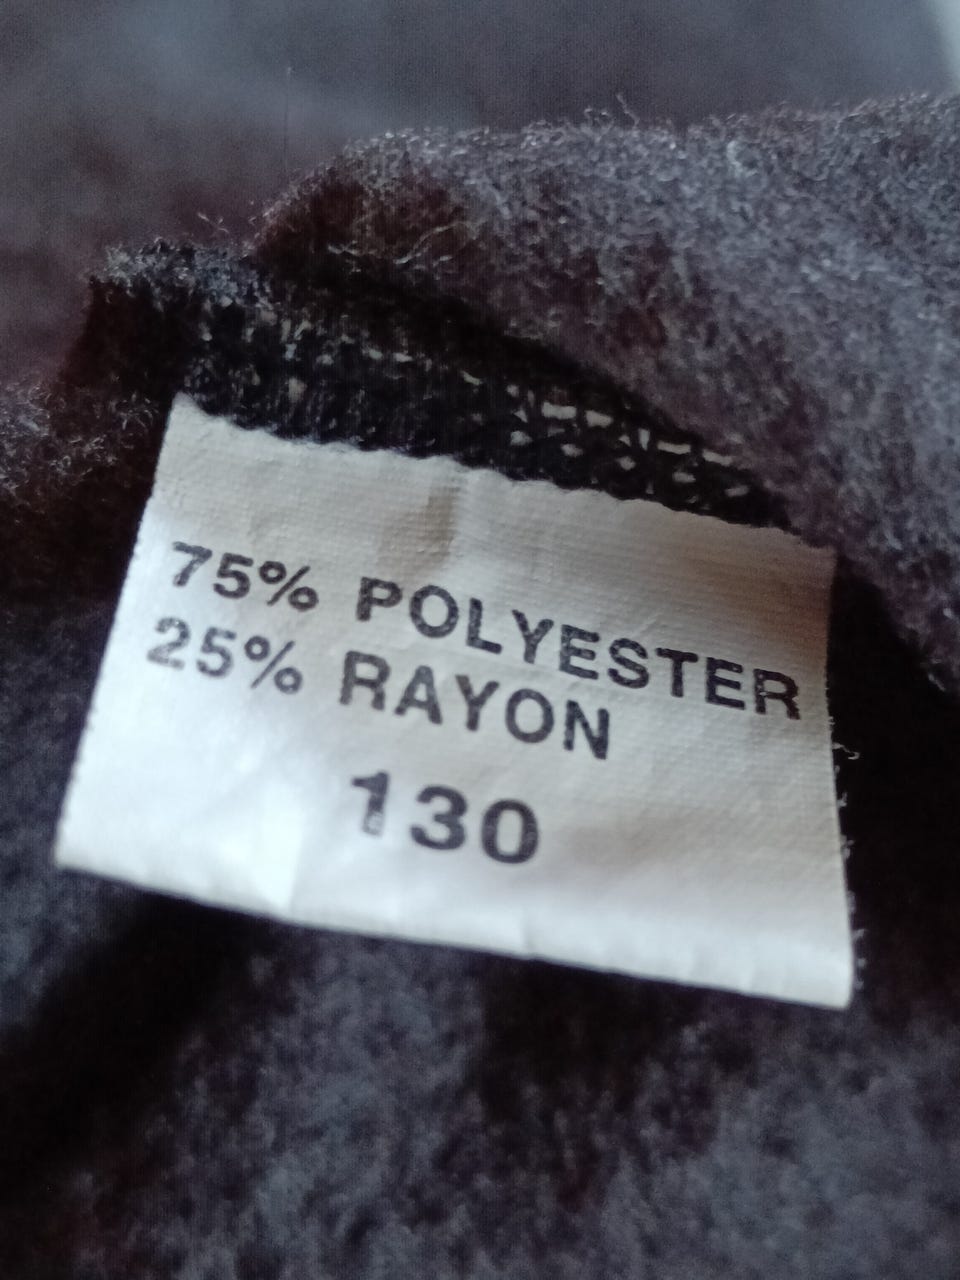 75% POLYESTER
25% RAYON
130